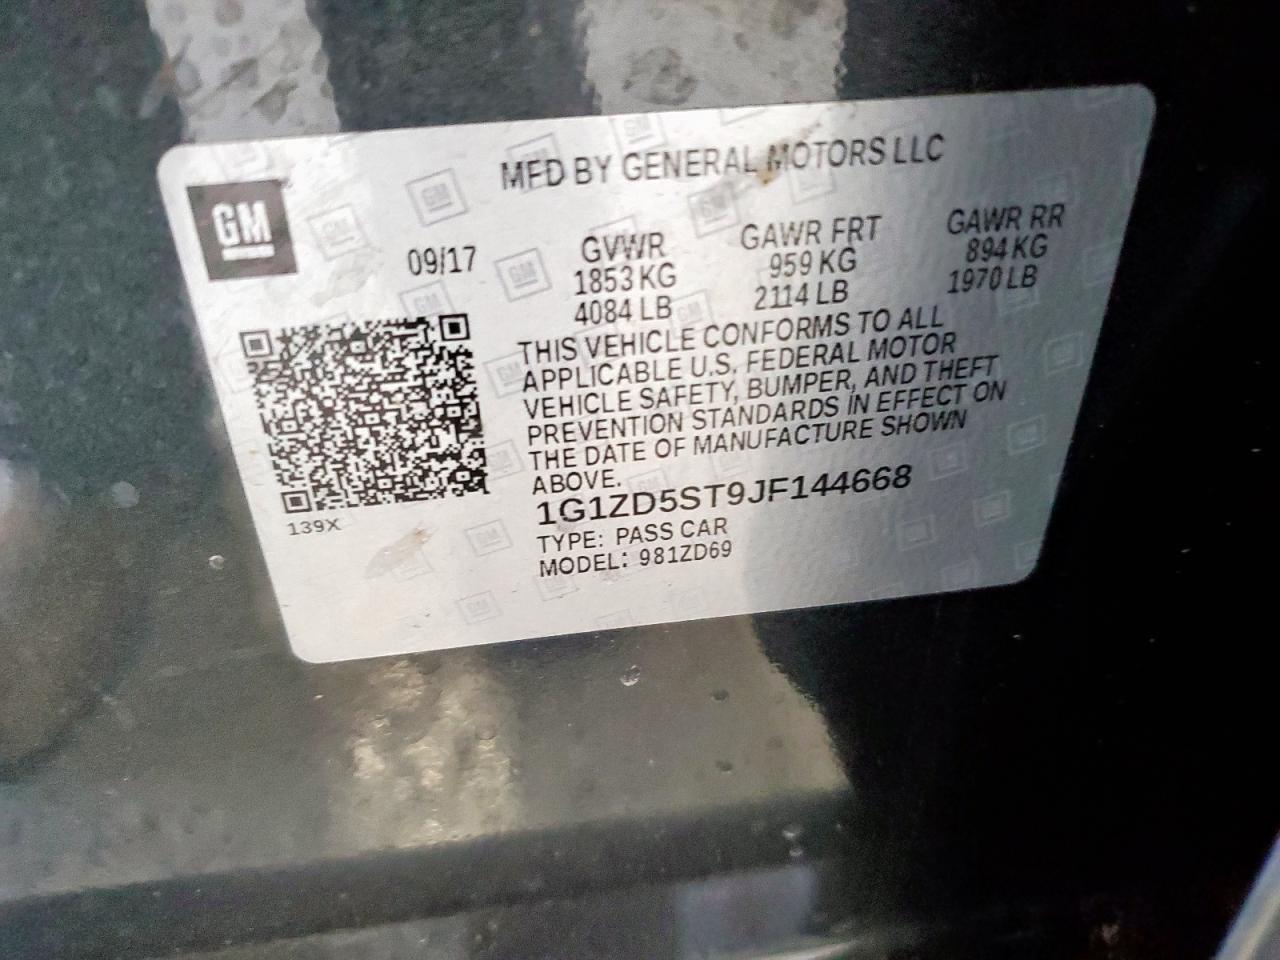 MFD BY GENERAL MOTORS LLC
GM
09/17
GVWR GAWR FRT GAWR RR
1853 KG 959 KG 894 KG
4084 LB 2114 LB 1970 LB
THIS VEHICLE CONFORMS TO ALL
APPLICABLE U.S. FEDERAL MOTOR
VEHICLE SAFETY, BUMPER, AND THEFT
PREVENTION STANDARDS IN EFFECT ON
THE DATE OF MANUFACTURE SHOWN
ABOVE.
1G1ZD5ST9JF144668
139X
TYPE: PASS CAR
MODEL: 981ZD69